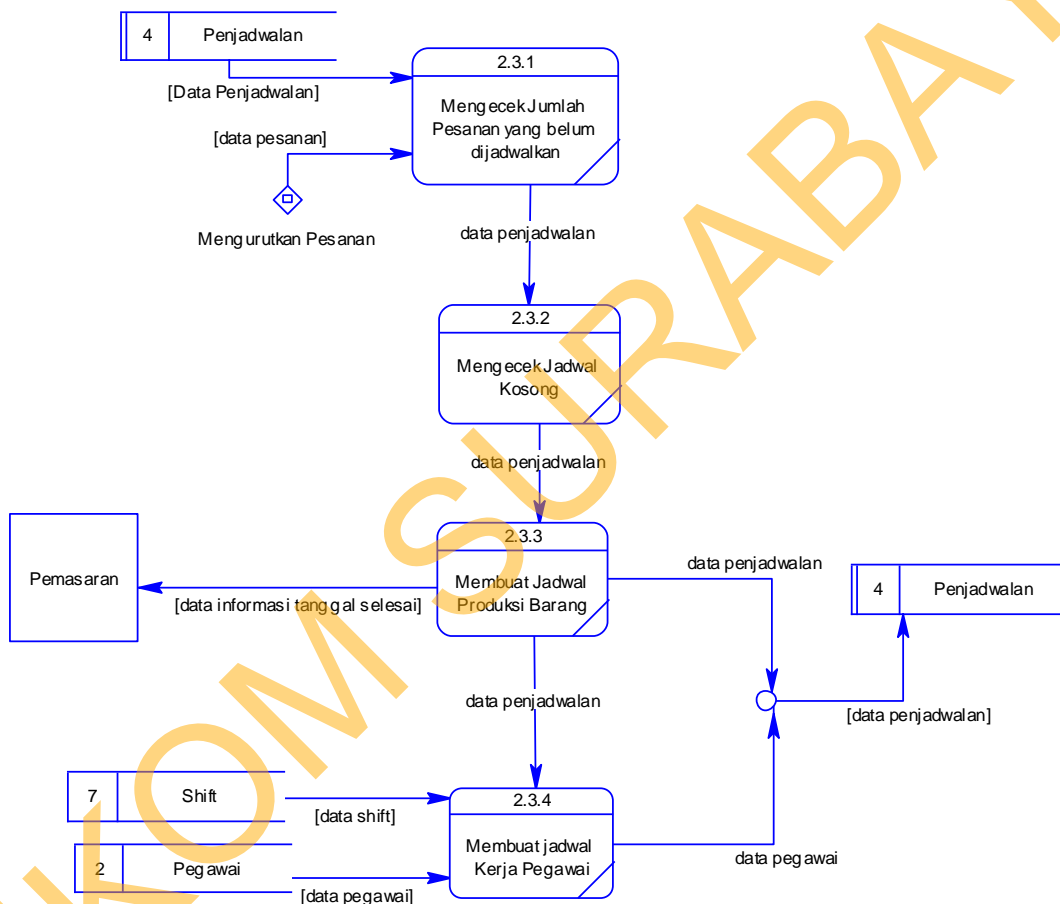 4 Penjadwalan
[Data Penjadwalan]
2.3.1
Mengecek Jumlah
Pesanan yang belum
dijadwalkan
[data pesanan]
Mengurutkan Pesanan
data penjadwalan
2.3.2
Mengecek Jadwal
Kosong
data penjadwalan
2.3.3
Membuat Jadwal
Produksi Barang
Pemasaran
[data informasi tanggal selesai]
data penjadwalan
4 Penjadwalan
data penjadwalan
[data penjadwalan]
7 Shift
[data shift]
2.3.4
Membuat jadwal
Kerja Pegawai
2 Pegawai
[data pegawai]
data pegawai
KOM SURABAY